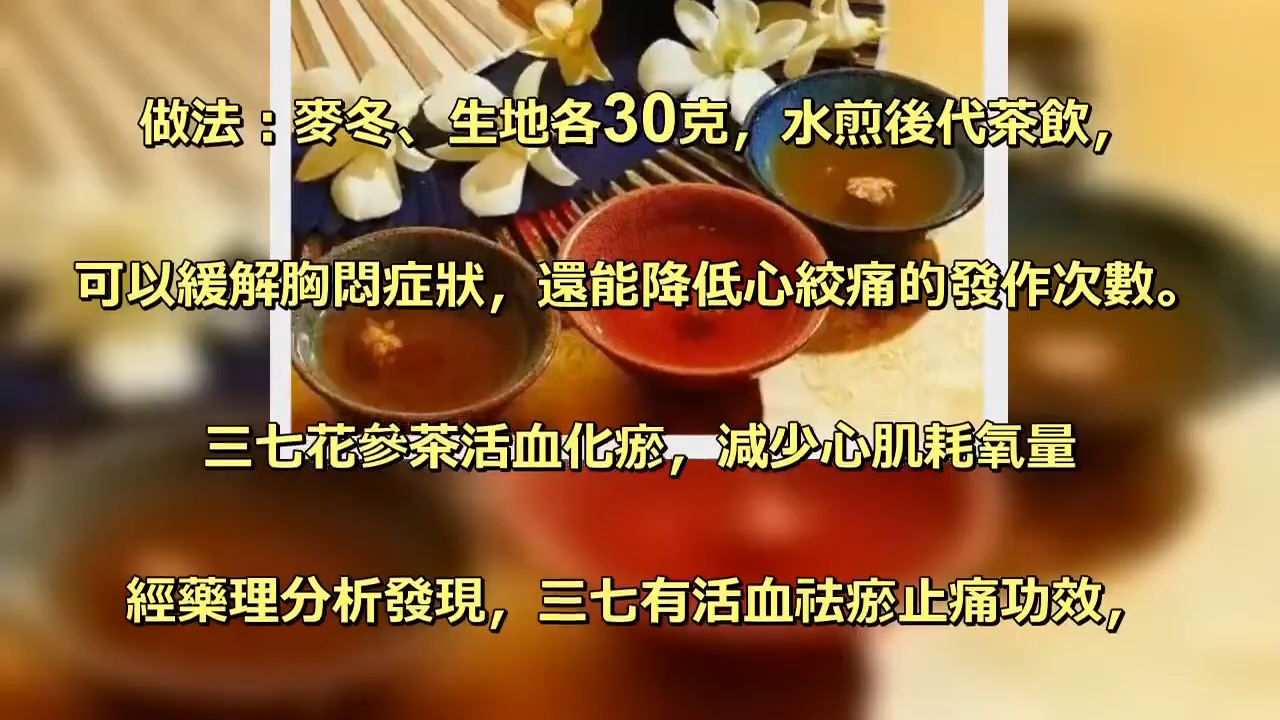 做法：麥冬、生地各30克，水煎後代茶飲，
可以緩解胸悶症狀，還能降低心絞痛的發作次數。
三七花參茶活血化瘀，減少心肌耗氧量
經藥理分析發現，三七有活血祛瘀止痛功效，